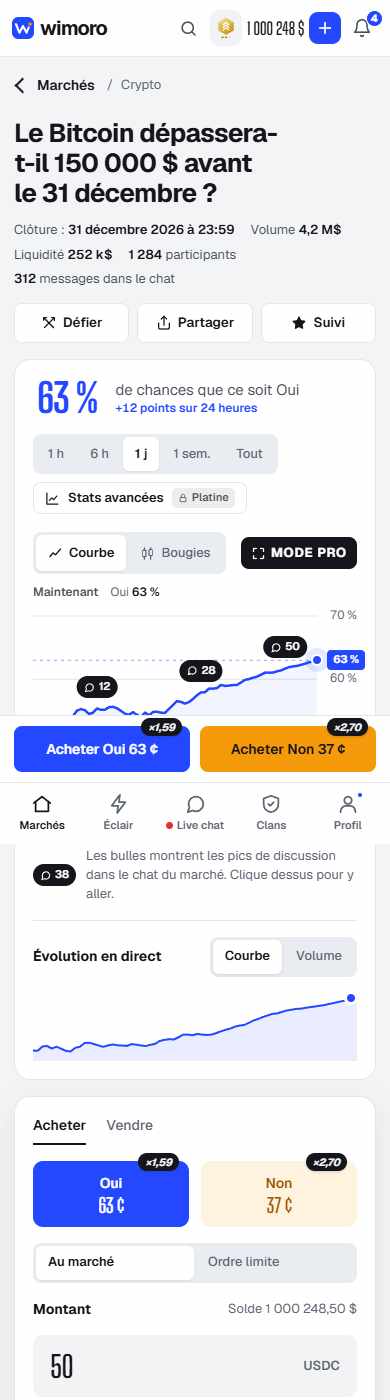 wimoro
1 000 248 $
4
Marchés / Crypto
Le Bitcoin dépassera-
t-il 150 000 $ avant
le 31 décembre ?
Clôture : 31 décembre 2026 à 23:59 Volume 4,2 M$
Liquidité 252 k$ 1 284 participants
312 messages dans le chat
Défier
Partager
Suivi
63 % de chances que ce soit Oui
+12 points sur 24 heures
1 h 6 h 1 j 1 sem. Tout
Stats avancées Platine
Courbe Bougies MODE PRO
Maintenant Oui 63 %
70 %
50
63 %
28
60 %
12
×1,59
×2,70
Acheter Oui 63 ¢
Acheter Non 37 ¢
Marchés
Éclair
Live chat
Clans
Profil
38
Les bulles montrent les pics de discussion
dans le chat du marché. Clique dessus pour y
aller.
Évolution en direct
Courbe Volume
Acheter Vendre
×1,59
×2,70
Oui
63 ¢
Non
37 ¢
Au marché Ordre limite
Montant Solde 1 000 248,50 $
50 USDC